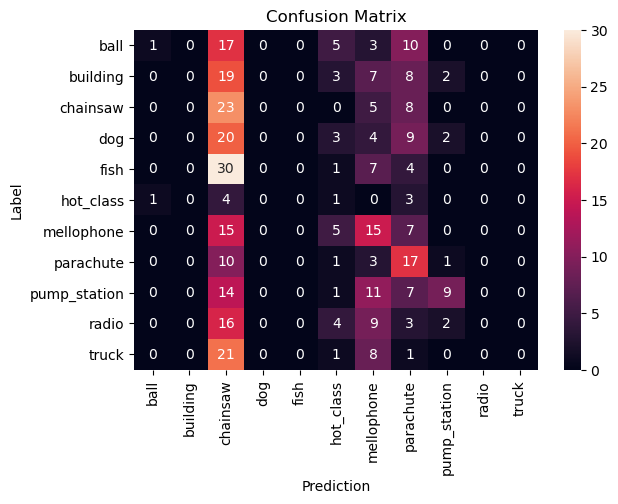 Confusion Matrix
Label
ball 1 0 17 0 0 5 3 10 0 0 0
building 0 0 19 0 0 3 7 8 2 0 0
chainsaw 0 0 23 0 0 0 5 8 0 0 0
dog 0 0 20 0 0 3 4 9 2 0 0
fish 0 0 30 0 0 1 7 4 0 0 0
hot_class 1 0 4 0 0 1 0 3 0 0 0
mellophone 0 0 15 0 0 5 15 7 0 0 0
parachute 0 0 10 0 0 1 3 17 1 0 0
pump_station 0 0 14 0 0 1 11 7 9 0 0
radio 0 0 16 0 0 4 9 3 2 0 0
truck 0 0 21 0 0 1 8 1 0 0 0
ball building chainsaw dog fish hot_class mellophone parachute pump_station radio truck
Prediction
30
25
20
15
10
5
0